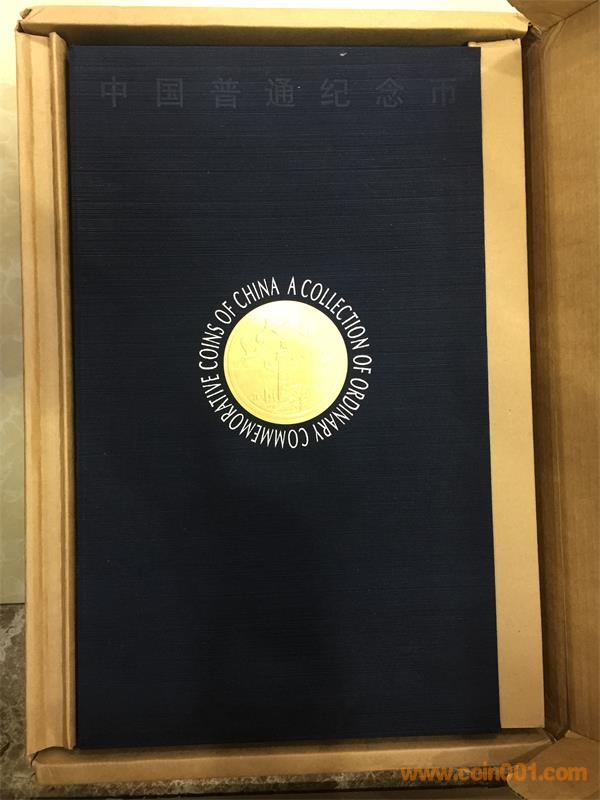 中国普通纪念币
A COLLECTION OF ORDINARY COMMEMORATIVE COINS OF CHINA
www.coin001.com